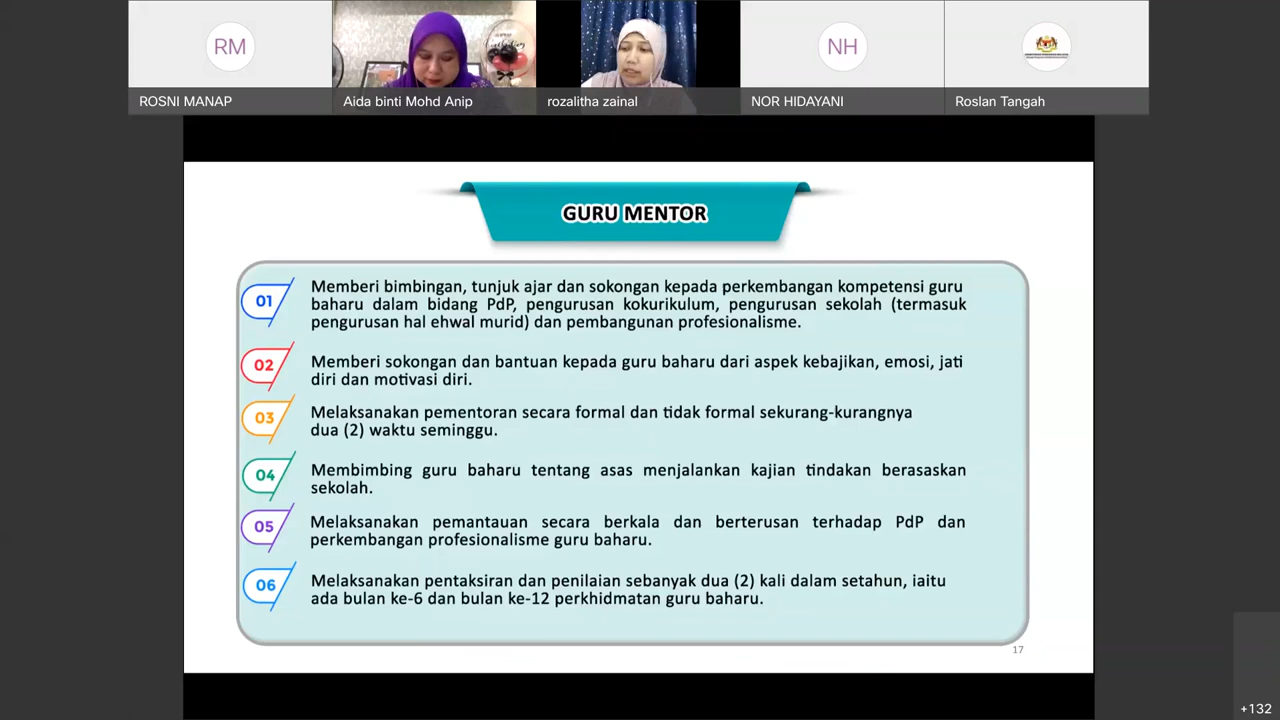 RM
NH
ROSNI MANAP
Aida binti Mohd Anip
rozalitha zainal
NOR HIDAYANI
Roslan Tangah
GURU MENTOR
01
Memberi bimbingan, tunjuk ajar dan sokongan kepada perkembangan kompetensi guru
baharu dalam bidang PdP, pengurusan kokurikulum, pengurusan sekolah (termasuk
pengurusan hal ehwal murid) dan pembangunan profesionalisme.
02
Memberi sokongan dan bantuan kepada guru baharu dari aspek kebajikan, emosi, jati
diri dan motivasi diri.
03
Melaksanakan pementoran secara formal dan tidak formal sekurang-kurangnya
dua (2) waktu seminggu.
04
Membimbing guru baharu tentang asas menjalankan kajian tindakan berasaskan
sekolah.
05
Melaksanakan pemantauan secara berkala dan berterusan terhadap PdP dan
perkembangan profesionalisme guru baharu.
06
Melaksanakan pentaksiran dan penilaian sebanyak dua (2) kali dalam setahun, iaitu
ada bulan ke-6 dan bulan ke-12 perkhidmatan guru baharu.
17
+132